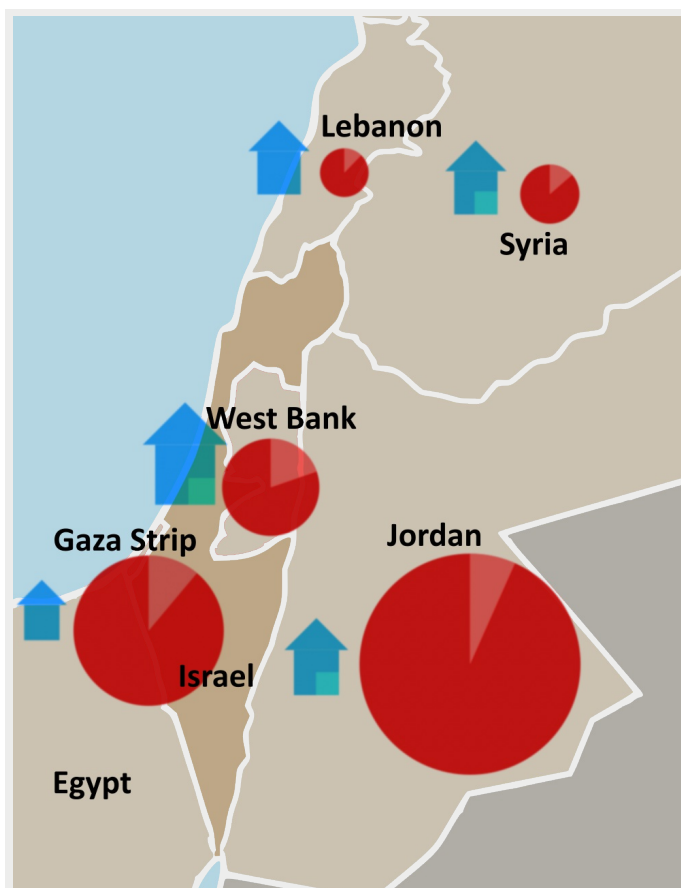 Lebanon
Syria
West Bank
Gaza Strip
Jordan
Israel
Egypt